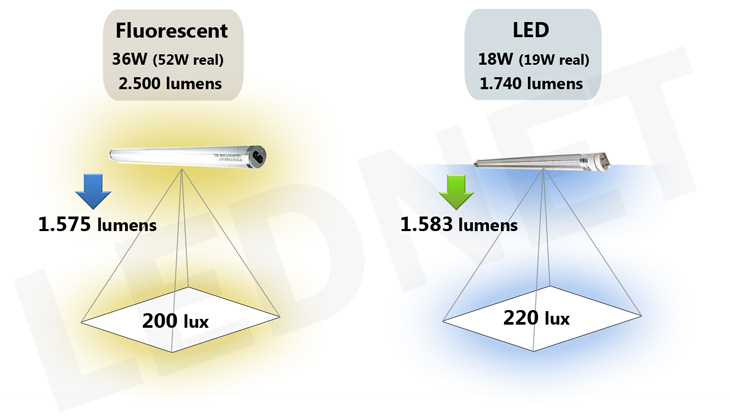 Fluorescent
36W (52W real)
2.500 lumens
LED
18W (19W real)
1.740 lumens
1.575 lumens
1.583 lumens
200 lux
220 lux
LEDNET